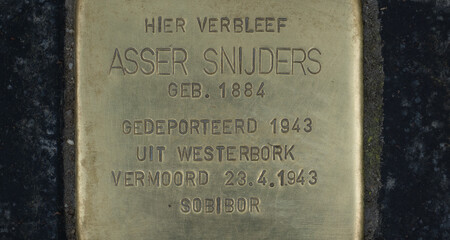 HIER VERBLEEF
ASSER SNIJDERS
GEB. 1884
GEDEPORTEERD 1943
UIT WESTERBORK
VERMOORD 23.4.1943
SOBIBOR